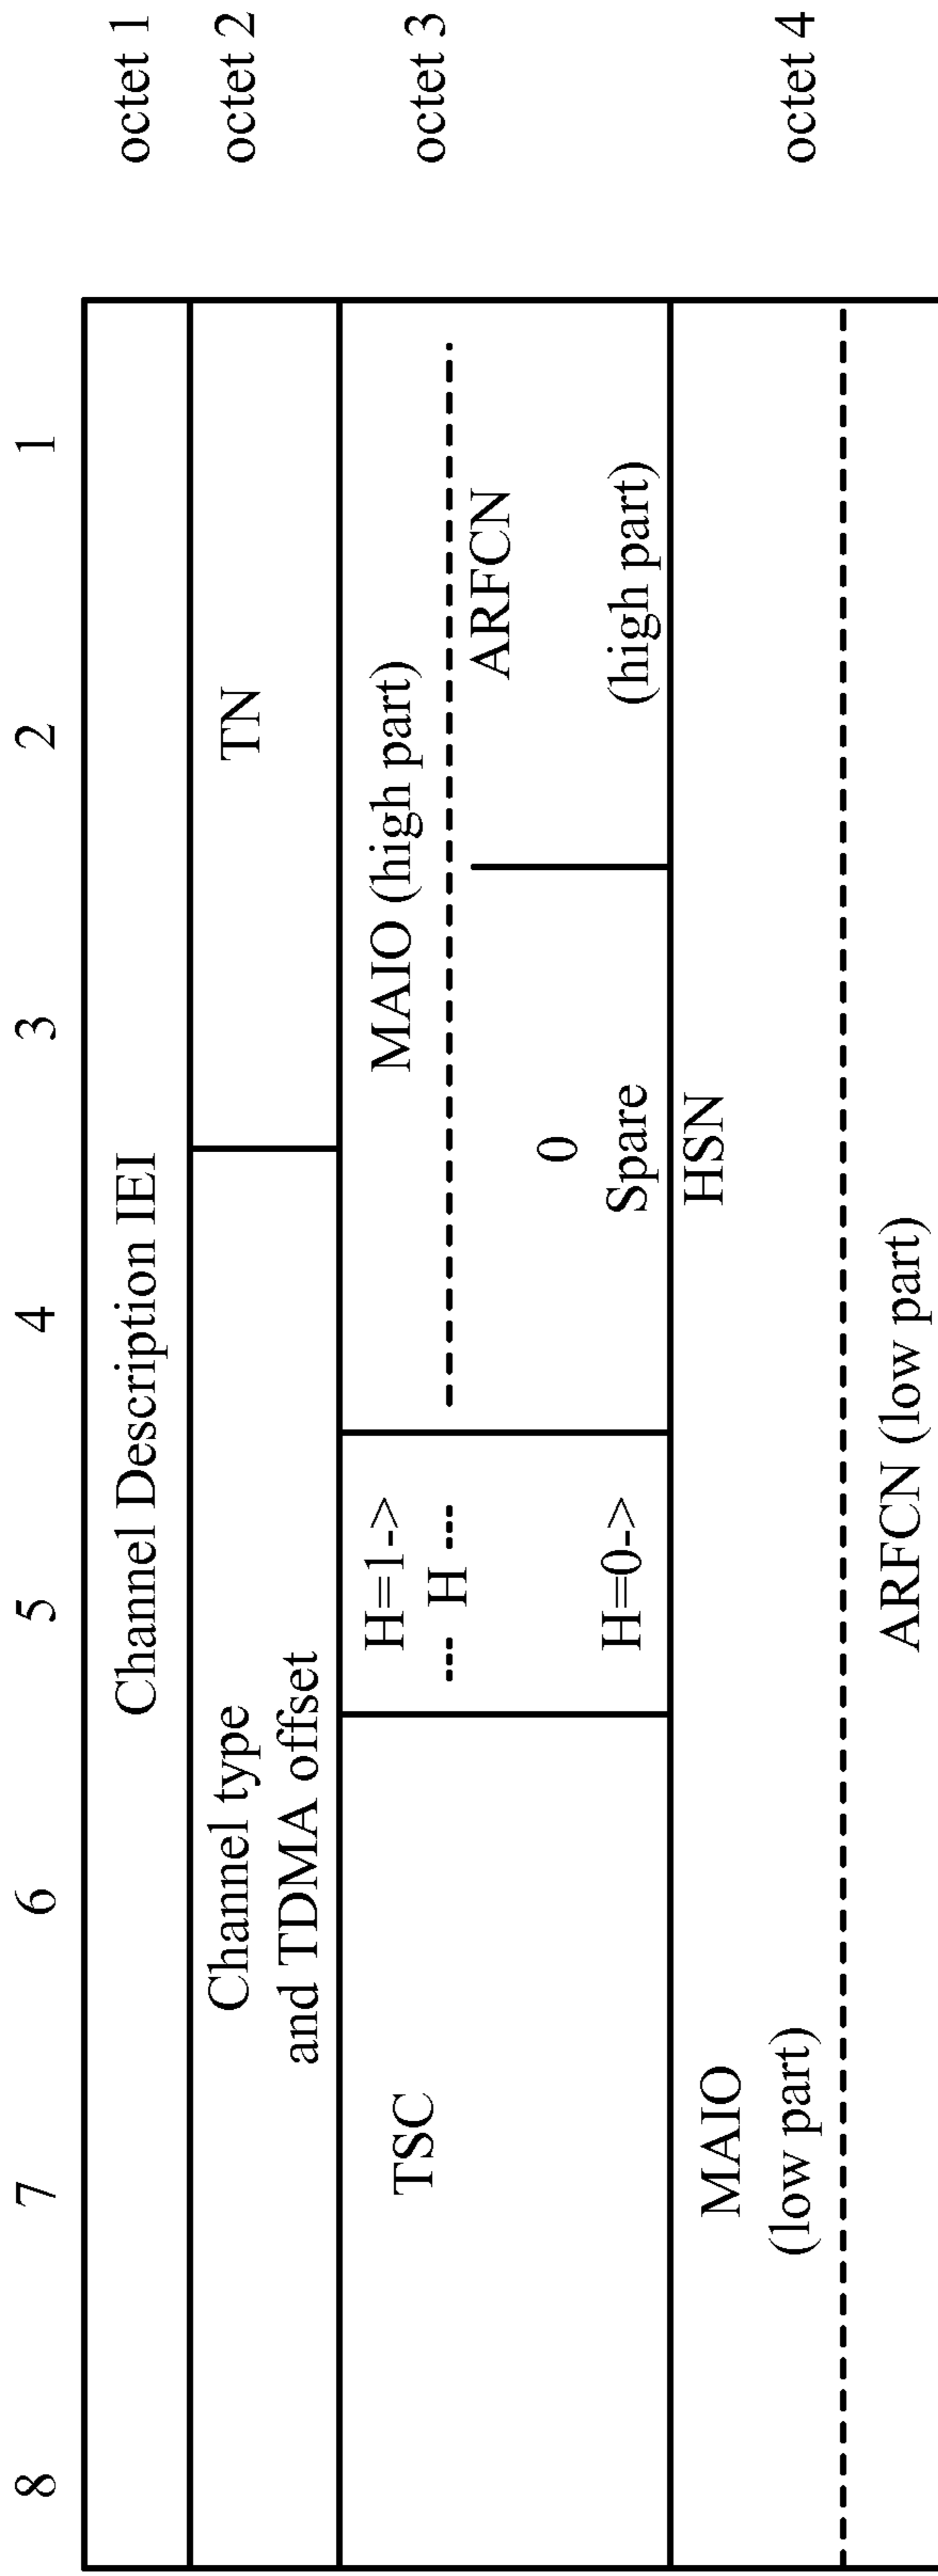 8 7 6 5 4 3 2 1
Channel Description IEI
octet 1
Channel type
and TDMA offset
TN
octet 2
TSC
H=1->
--- H ---
H=0->
MAIO (high part)
0
Spare
ARFCN
(high part)
octet 3
MAIO
(low part)
HSN
octet 4
ARFCN (low part)